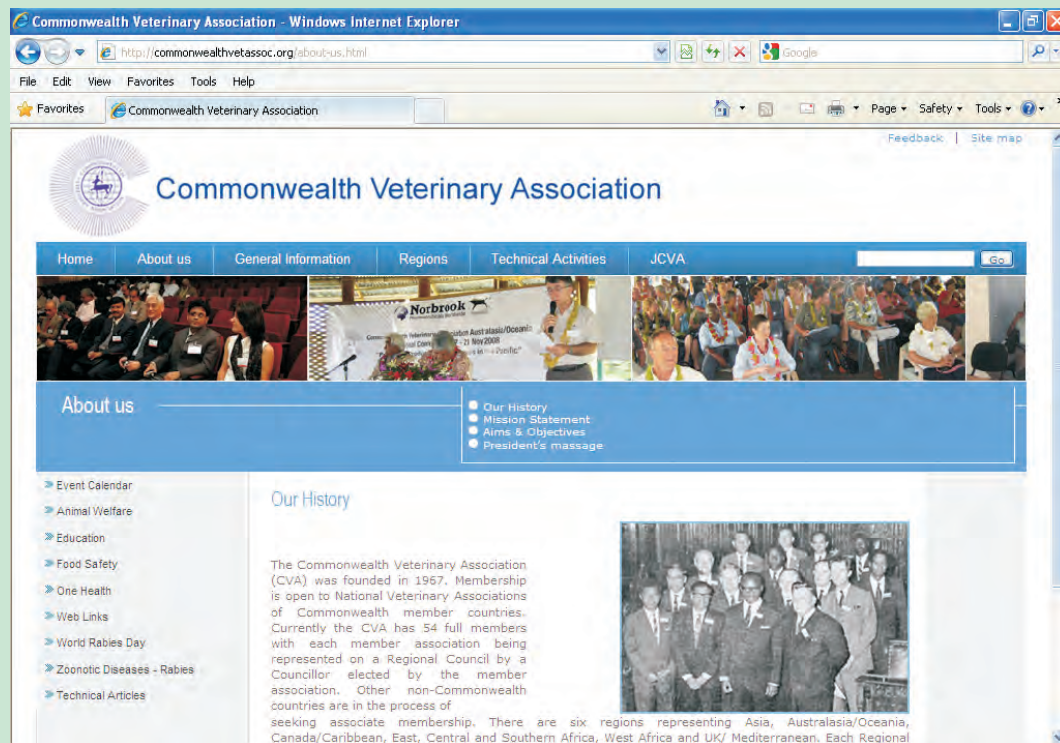 Commonwealth Veterinary Association - Windows Internet Explorer
http://commonwealthvetassoc.org/about-us.html
Google
File Edit View Favorites Tools Help
Favorites Commonwealth Veterinary Association Page Safety Tools
Feedback | Site map
Commonwealth Veterinary Association
Home About us General Information Regions Technical Activities JCVA Go
Norbrook
About us
Our History
Mission Statement
Aims & Objectives
President's massage
Event Calendar
Animal Welfare
Education
Food Safety
One Health
Web Links
World Rabies Day
Zoonotic Diseases - Rabies
Technical Articles
Our History
The Commonwealth Veterinary Association
(CVA) was founded in 1967. Membership
is open to National Veterinary Associations
of Commonwealth member countries.
Currently the CVA has 54 full members
with each member association being
represented on a Regional Council by a
Councillor elected by the member
association. Other non-Commonwealth
countries are in the process of
seeking associate membership. There are six regions representing Asia, Australasia/Oceania,
Canada/Caribbean, East, Central and Southern Africa, West Africa and UK/ Mediterranean. Each Regional